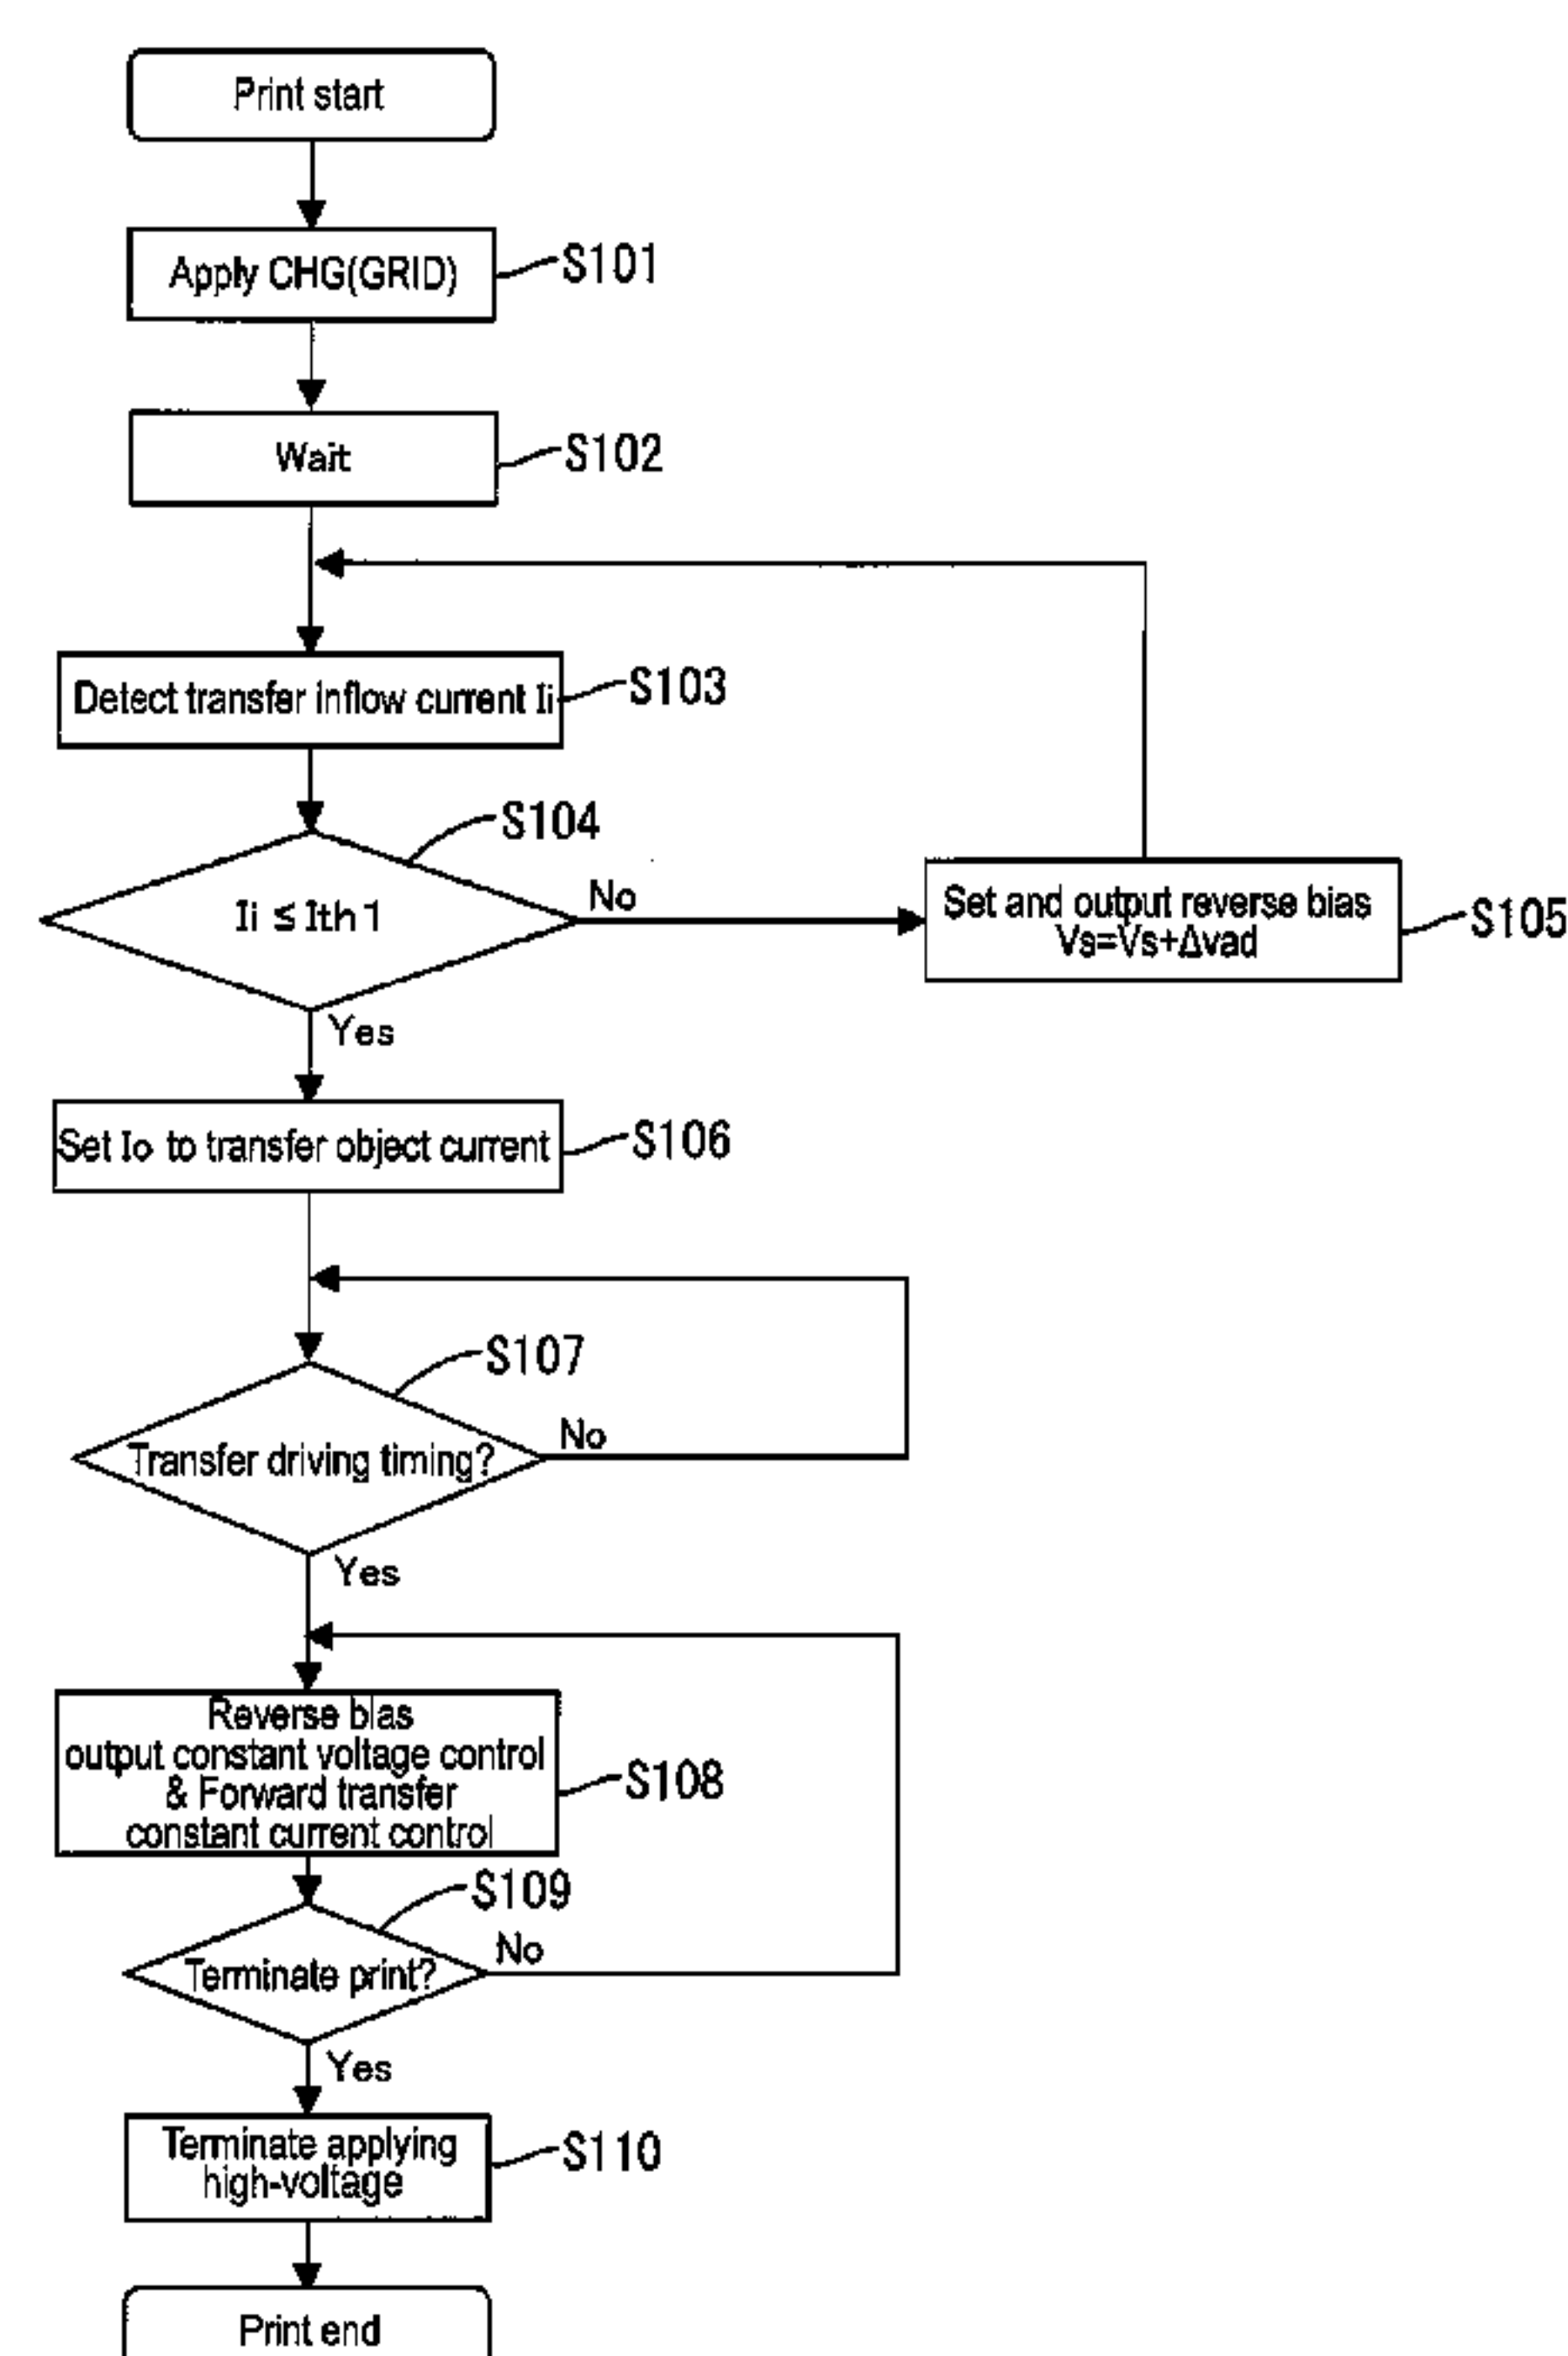 Print start
Apply CHG(GRID)
S101
Wait
S102
Detect transfer inflow current Ii
S103
S104
Ii ≤ Ith1
No
Set and output reverse bias
Vs=Vs+Δvad
S105
Yes
Set Io to transfer object current
S106
S107
Transfer driving timing?
No
Yes
Reverse bias
output constant voltage control
& Forward transfer
constant current control
S108
S109
Terminate print?
No
Yes
Terminate applying
high-voltage
S110
Print end